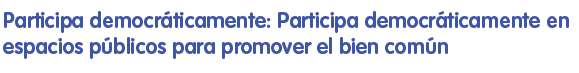 Participa democráticamente: Participa democráticamente en
espacios públicos para promover el bien común